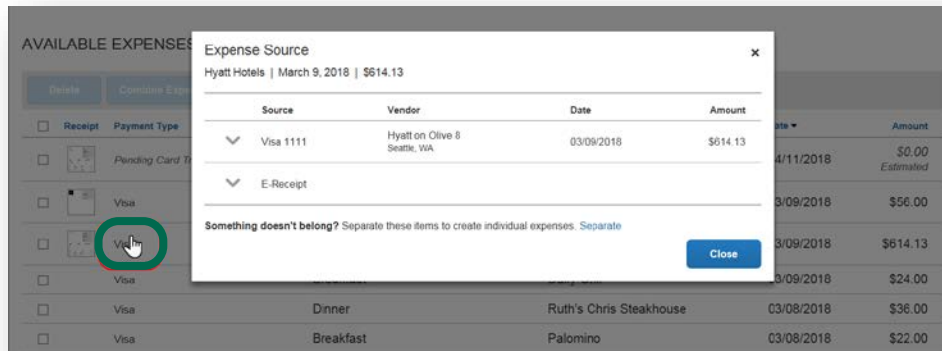 AVAILABLE EXPENSES
Delete
Combine Expe
Receipt Payment Type
Amount
Pending Card Tr
4/11/2018 $0.00
Estimated
Visa
3/09/2018 $56.00
3/09/2018 $614.13
Visa
3/09/2018 $24.00
Visa Dinner Ruth's Chris Steakhouse 03/08/2018 $36.00
Visa Breakfast Palomino 03/08/2018 $22.00
Expense Source
×
Hyatt Hotels | March 9, 2018 | $614.13
Source Vendor Date Amount
Visa 1111 Hyatt on Olive 8 03/09/2018 $614.13
Seattle, WA
E-Receipt
Something doesn't belong? Separate these items to create individual expenses. Separate
Close